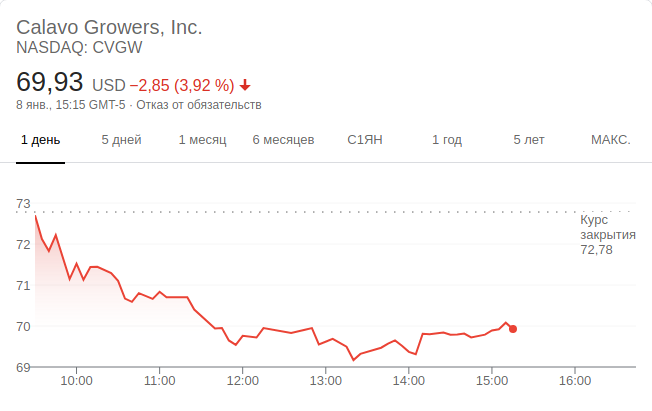 Calavo Growers, Inc.
NASDAQ: CVGW
69,93 USD −2,85 (3,92 %)
8 янв., 15:15 GMT-5 · Отказ от обязательств
1 день 5 дней 1 месяц 6 месяцев С1ЯН 1 год 5 лет МАКС.
73
Курс
закрытия
72,78
72
71
70
69
10:00 11:00 12:00 13:00 14:00 15:00 16:00